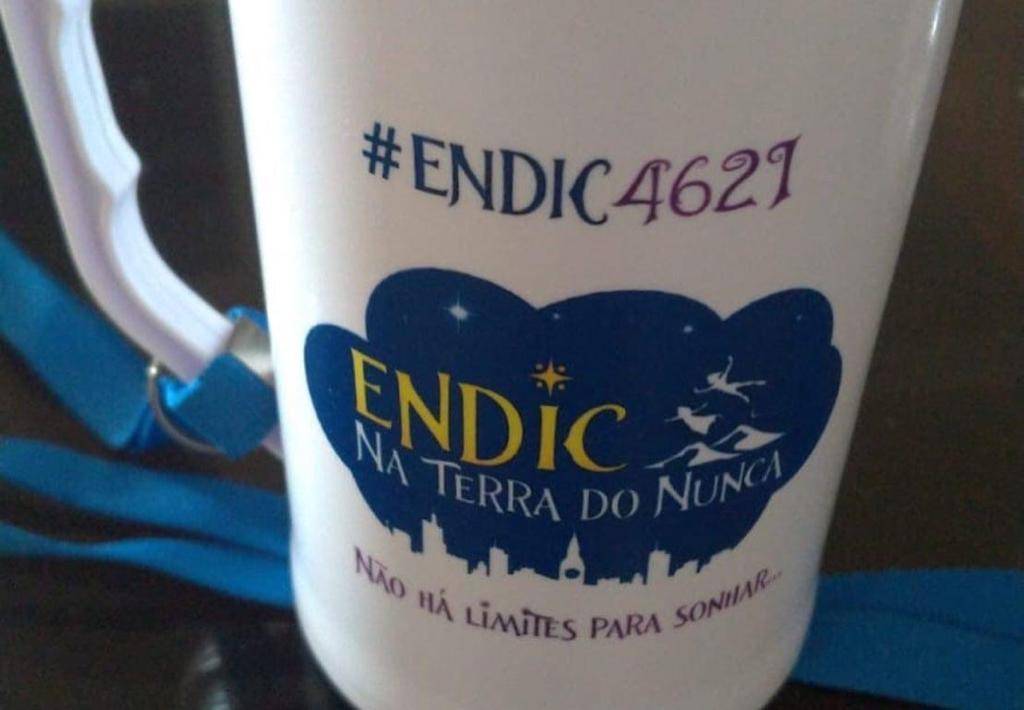 #ENDIC4621
ENDIC
NA TERRA DO NUNCA
NÃO HÁ LIMITES PARA SONHAR...